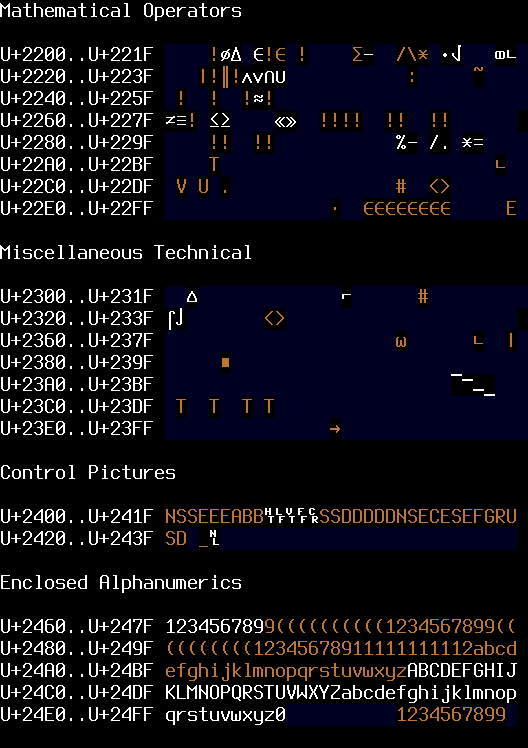 Mathematical Operators
U+2200..U+221F !øΔ ∈!∈ ! Σ- /\* ·√ ∞∟
U+2220..U+223F !!║!∧∨∩∪ : ~
U+2240..U+225F ! ! !≈!
U+2260..U+227F ≠≡! ≤≥ «» !!!! !! !!
U+2280..U+229F !! !! %- /. *=
U+22A0..U+22BF T ∟
U+22C0..U+22DF V U . # <>
U+22E0..U+22FF · ∈∈∈∈∈∈∈∈ E
Miscellaneous Technical
U+2300..U+231F Δ ⌐ #
U+2320..U+233F ⌠⌡ <>
U+2360..U+237F ω ∟ |
U+2380..U+239F ■
U+23A0..U+23BF ⎺⎻⎼⎽
U+23C0..U+23DF T T T T
U+23E0..U+23FF →
Control Pictures
U+2400..U+241F NSSEEEABB␉␊␋␌␍SSDDDDDNSECESEFGRU
U+2420..U+243F SD _␤
Enclosed Alphanumerics
U+2460..U+247F 1234567899((((((((((1234567899((
U+2480..U+249F ((((((((12345678911111111112abcd
U+24A0..U+24BF efghijklmnopqrstuvwxyzABCDEFGHIJ
U+24C0..U+24DF KLMNOPQRSTUVWXYZabcdefghijklmnop
U+24E0..U+24FF qrstuvwxyz0 1234567899